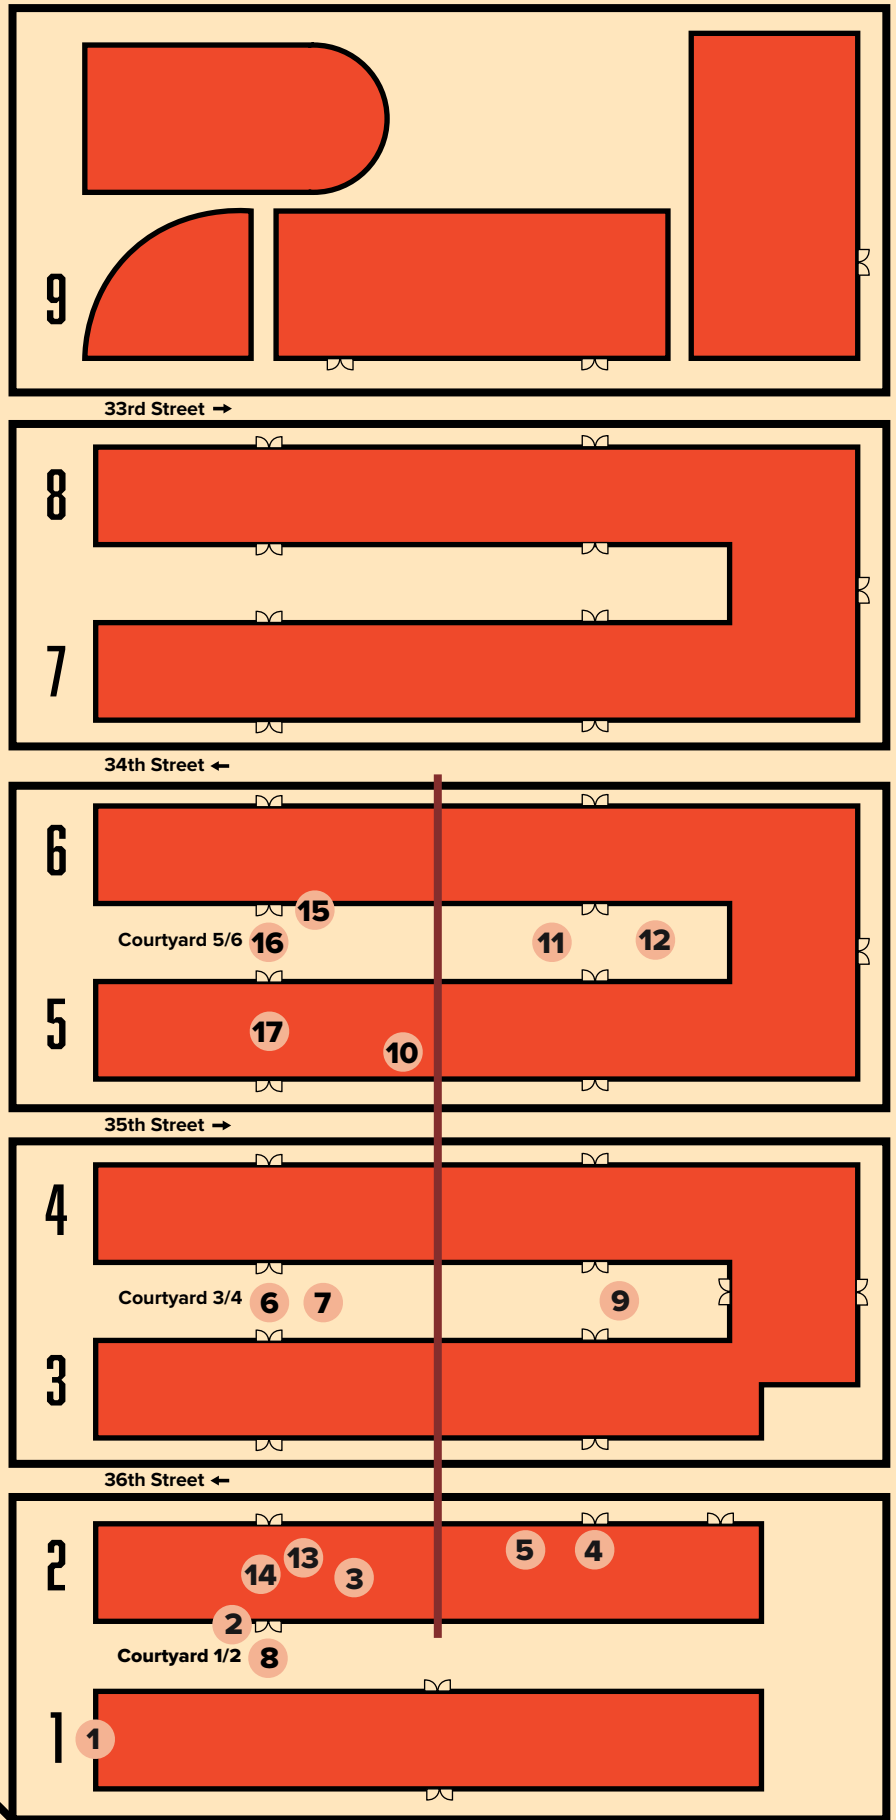 9
33rd Street →
8
7
34th Street ←
6
15
Courtyard 5/6 16 11 12
5
17
10
35th Street →
4
Courtyard 3/4 6 7 9
3
36th Street ←
2
5 4
13
14 3
2
Courtyard 1/2 8
1 1